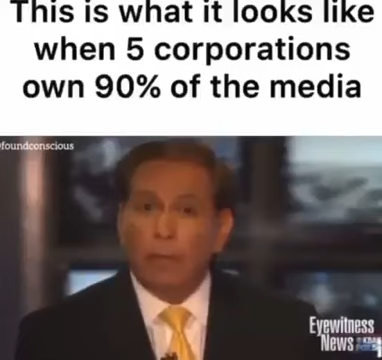 This is what it looks like
when 5 corporations
own 90% of the media
foundconscious
Eyewitness
News